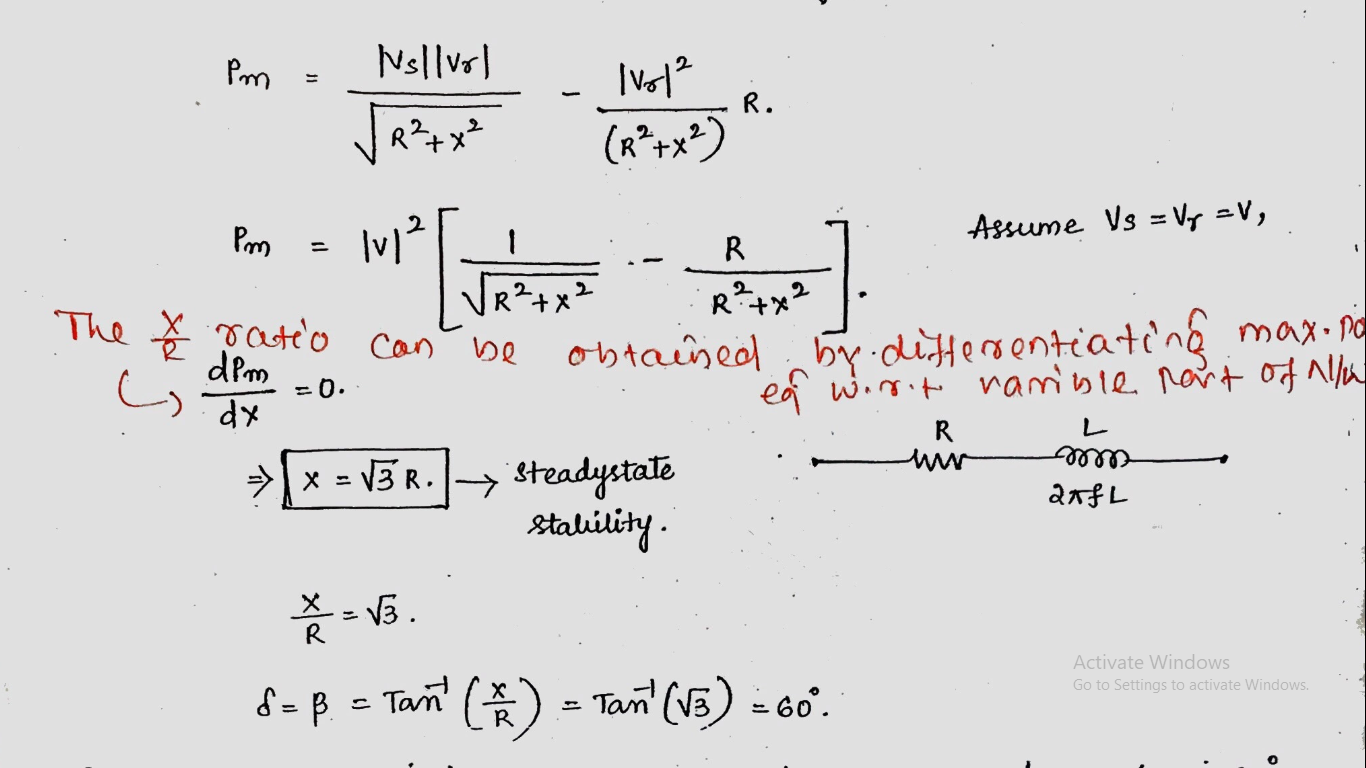 Pm = |Vs||Vr| / √(R²+x²) - |Vr|² / (R²+x²) R.
Pm = |V|² [ 1 / √(R²+x²) - R / (R²+x²) ]. Assume Vs = Vr = V,
The X/R ratio can be obtained by differentiating max.po
eqⁿ w.r.t varrible part of N/w
dPm/dx = 0.
R L
⇒ x = √3 R. → steadystate
2πfL
stability.
X/R = √3.
δ = β = Tan⁻¹ (X/R) = Tan⁻¹ (√3) = 60°.
Activate Windows
Go to Settings to activate Windows.